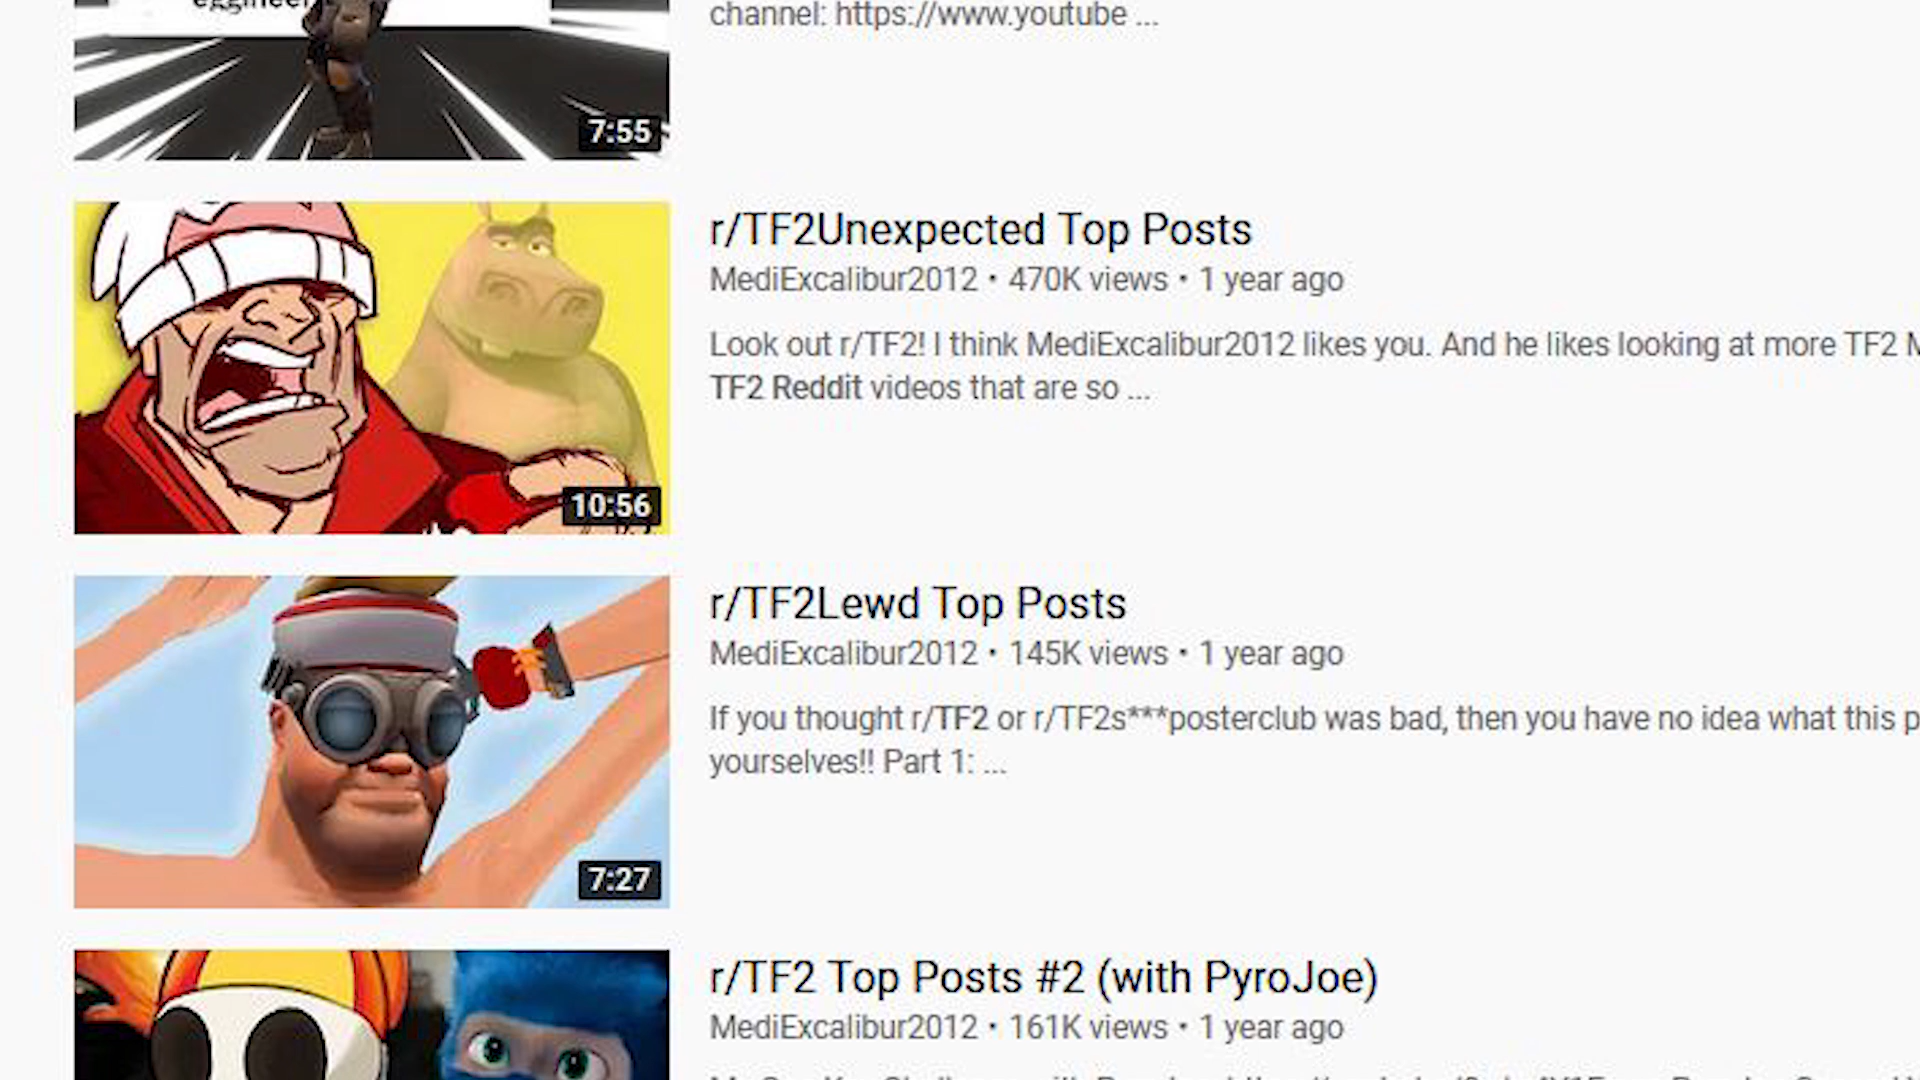 channel: https://www.youtube ...
7:55
r/TF2Unexpected Top Posts
MediExcalibur2012 • 470K views • 1 year ago
Look out r/TF2! I think MediExcalibur2012 likes you. And he likes looking at more TF2
TF2 Reddit videos that are so ...
10:56
r/TF2Lewd Top Posts
MediExcalibur2012 • 145K views • 1 year ago
If you thought r/TF2 or r/TF2s***posterclub was bad, then you have no idea what this
yourselves!! Part 1: ...
7:27
r/TF2 Top Posts #2 (with PyroJoe)
MediExcalibur2012 • 161K views • 1 year ago